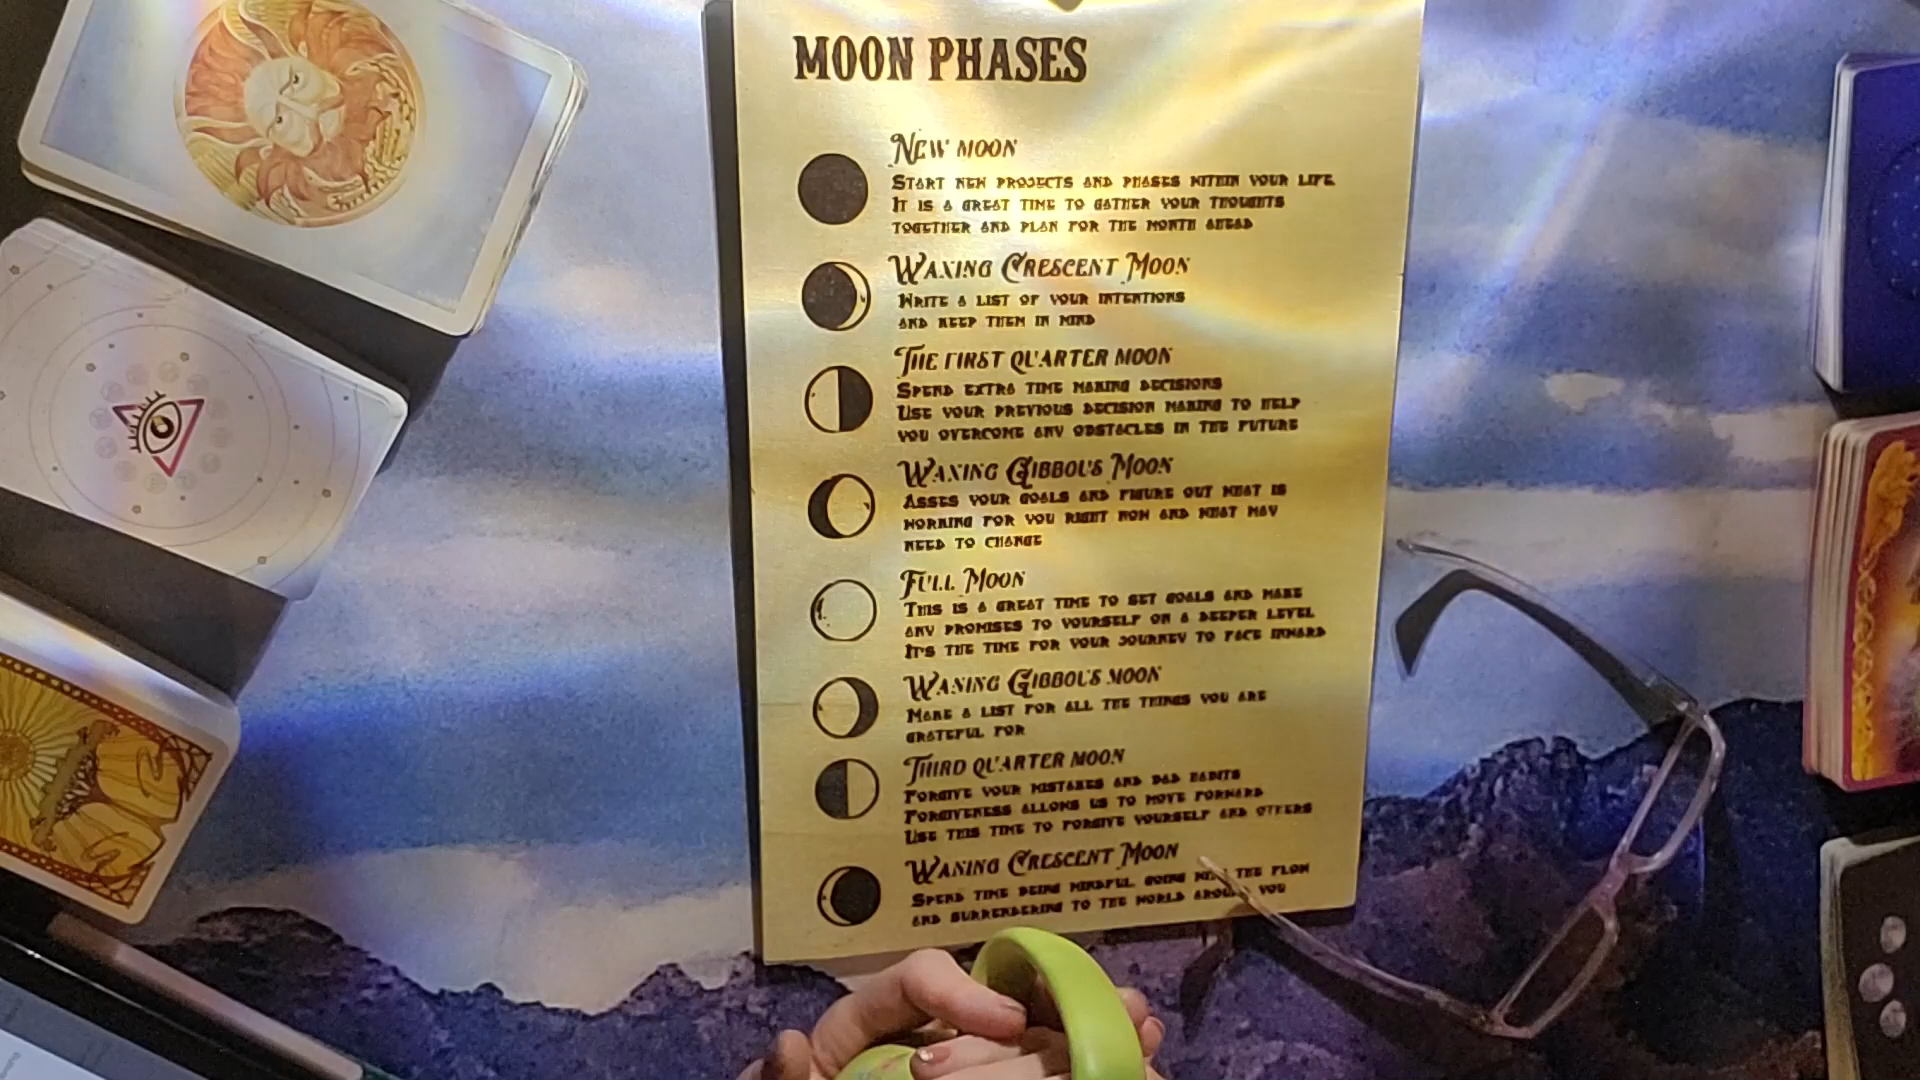 MOON PHASES
NEW MOON
START NEW PROJECTS AND PHASES WITHIN YOUR LIFE.
IT IS A GREAT TIME TO GATHER YOUR THOUGHTS
TOGETHER AND PLAN FOR THE MONTH AHEAD
WAXING CRESCENT MOON
WRITE A LIST OF YOUR INTENTIONS
AND KEEP THEM IN MIND
THE FIRST QUARTER MOON
SPEND EXTRA TIME MAKING DECISIONS
USE YOUR PREVIOUS DECISION MAKING TO HELP
YOU OVERCOME ANY OBSTACLES IN THE FUTURE
WAXING GIBBOUS MOON
ASSES YOUR GOALS AND FIGURE OUT WHAT IS
WORKING FOR YOU RIGHT NOW AND WHAT MAY
NEED TO CHANGE
FULL MOON
THIS IS A GREAT TIME TO SET GOALS AND MAKE
ANY PROMISES TO YOURSELF ON A DEEPER LEVEL
IT'S THE TIME FOR YOUR JOURNEY TO FACE INWARD
WANING GIBBOUS MOON
MAKE A LIST FOR ALL THE THINGS YOU ARE
GRATEFUL FOR
THIRD QUARTER MOON
FORGIVE YOUR MISTAKES AND BAD HABITS
FORGIVENESS ALLOWS US TO MOVE FORWARD
USE THIS TIME TO FORGIVE YOURSELF AND OTHERS
WANING CRESCENT MOON
SPEND TIME BEING MINDFUL, GOING THE FLOW
AND SURRENDERING TO THE WORLD AROUND YOU